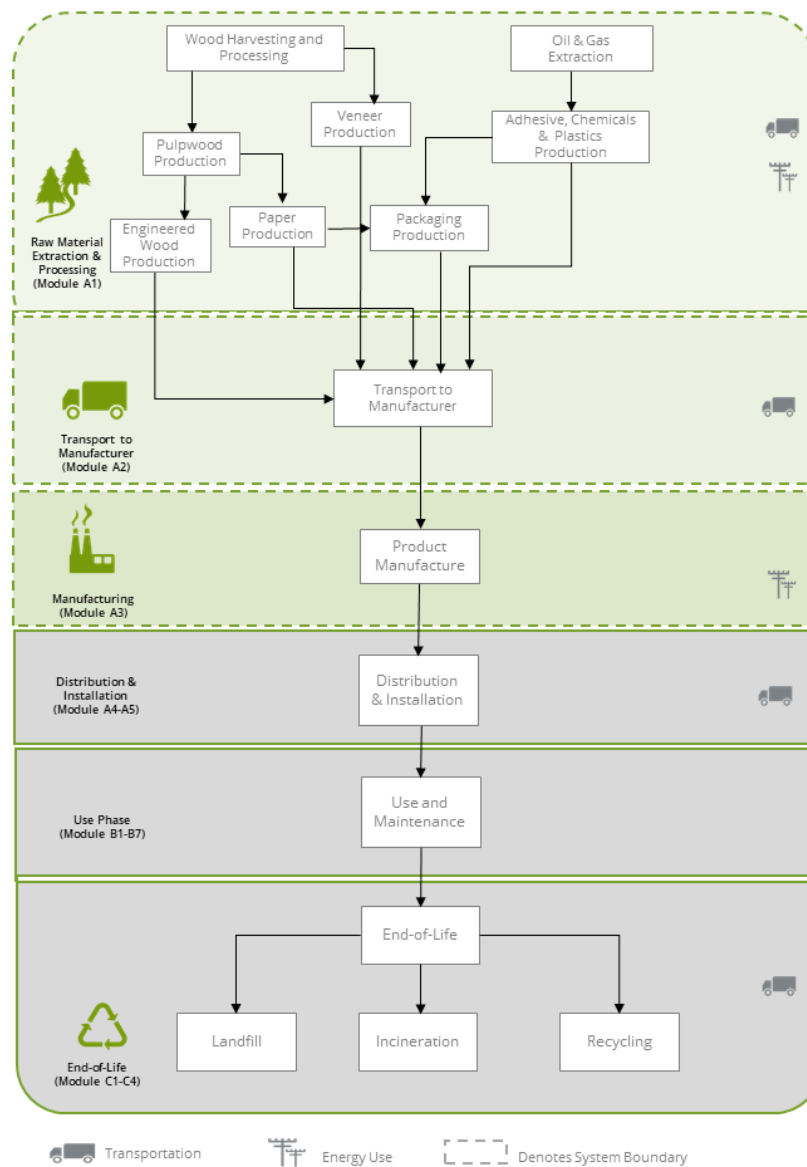 Wood Harvesting and
Processing
Oil & Gas
Extraction
Veneer
Production
Adhesive, Chemicals
& Plastics
Production
Pulpwood
Production
Paper
Production
Packaging
Production
Engineered
Wood
Production
Raw Material
Extraction &
Processing
(Module A1)
Transport to
Manufacturer
Transport to
Manufacturer
(Module A2)
Product
Manufacture
Manufacturing
(Module A3)
Distribution &
Installation
(Module A4-A5)
Distribution
& Installation
Use Phase
(Module B1-B7)
Use and
Maintenance
End-of-Life
Landfill
Incineration
Recycling
End-of-Life
(Module C1-C4)
Transportation
Energy Use
Denotes System Boundary